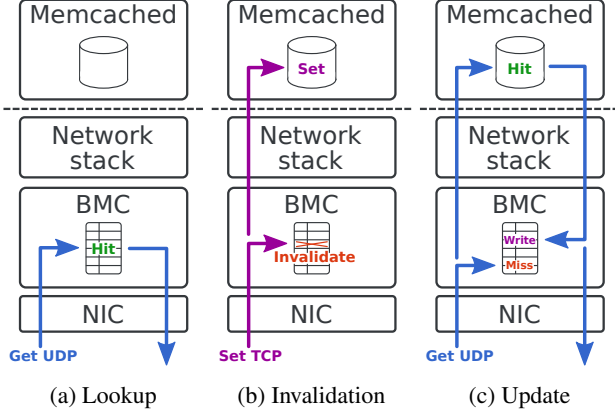 Memcached
Network
stack
BMC
Hit
NIC
Get UDP
(a) Lookup
Memcached
Set
Network
stack
BMC
Invalidate
NIC
Set TCP
(b) Invalidation
Memcached
Hit
Network
stack
BMC
Write
Miss
NIC
Get UDP
(c) Update